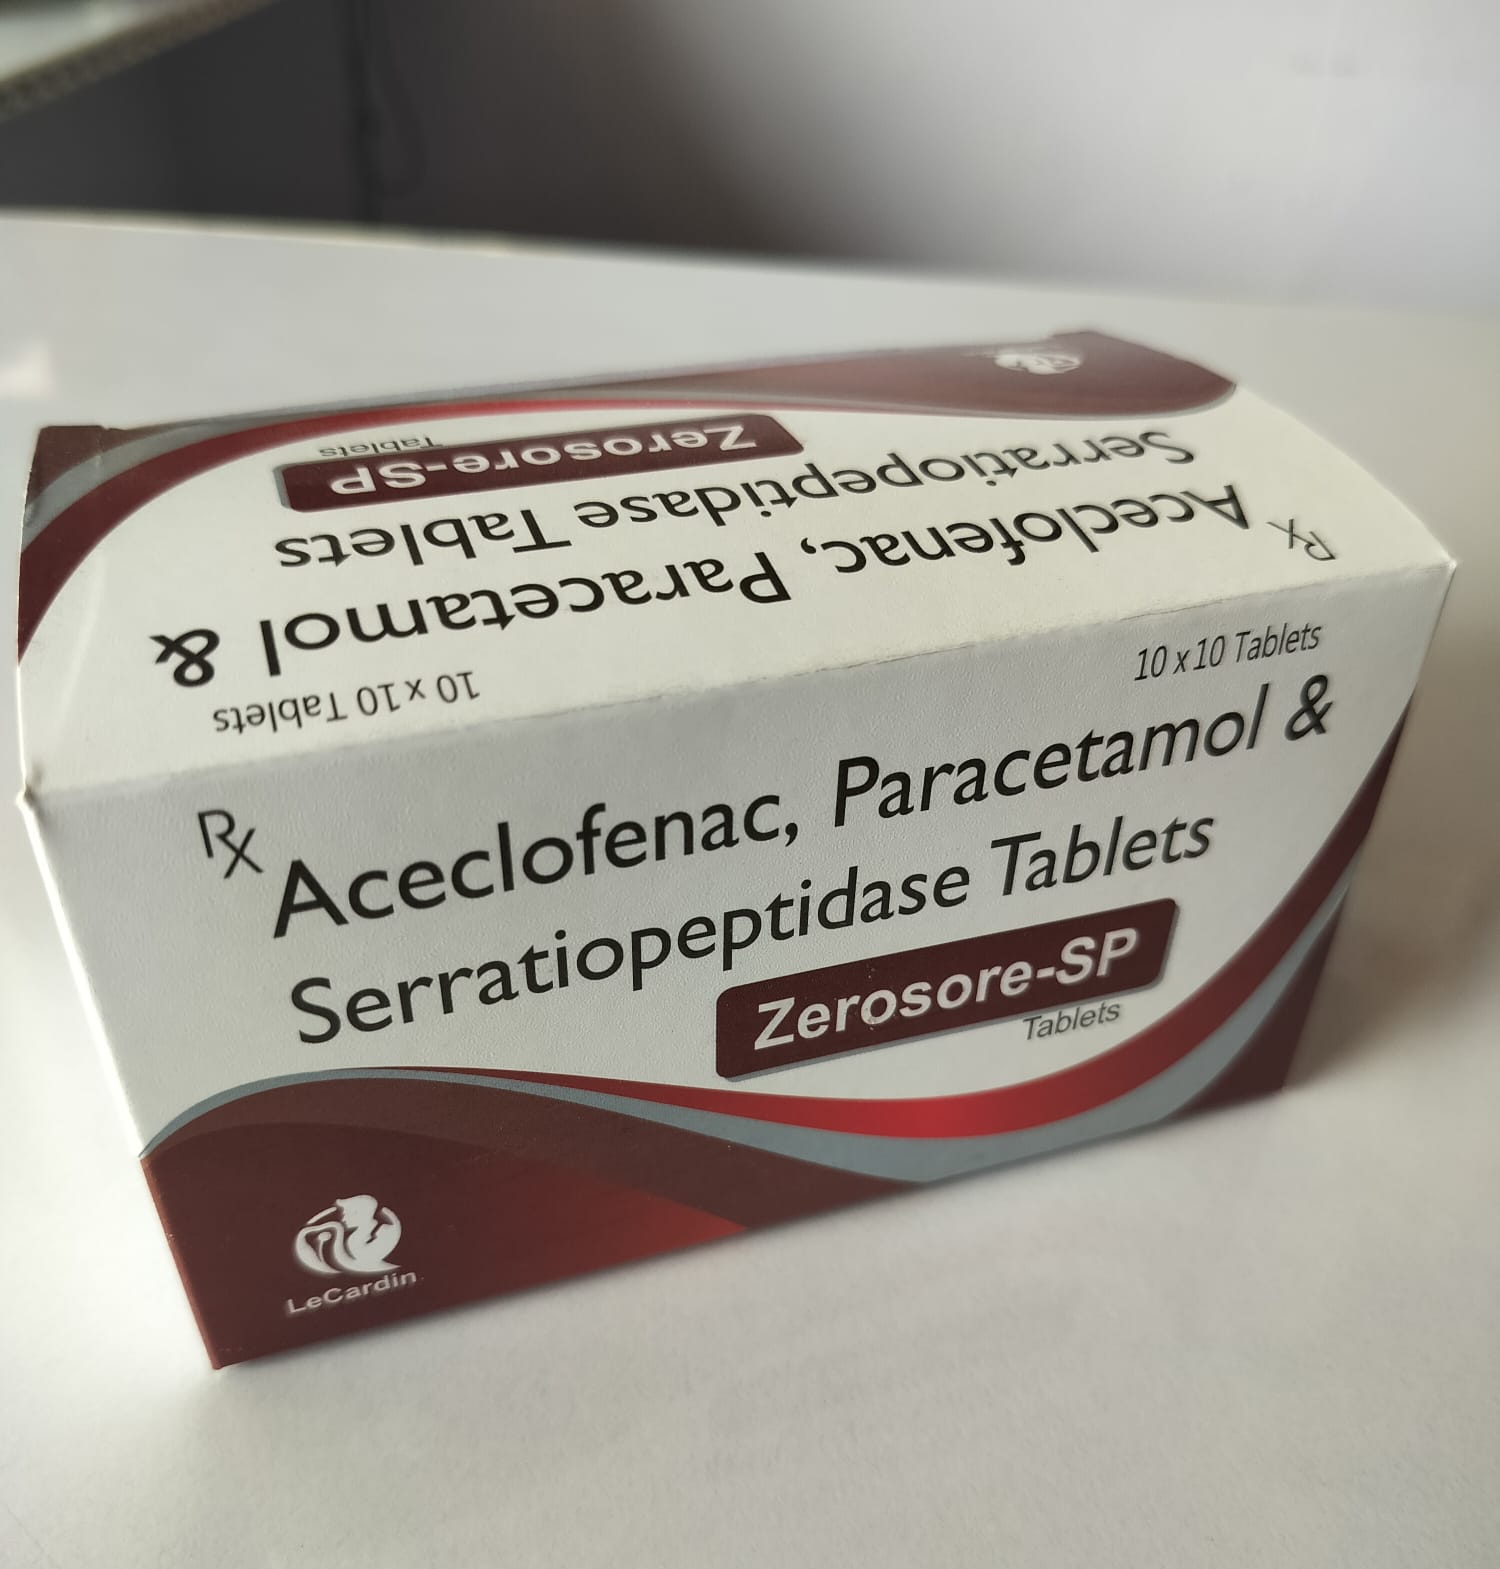 Tablets
Zerosore-SP
Serratiopeptidase Tablets
Rx Aceclofenac, Paracetamol &
10 x 10 Tablets
10 x 10 Tablets
Rx Aceclofenac, Paracetamol &
Serratiopeptidase Tablets
Zerosore-SP
Tablets
LeCardin